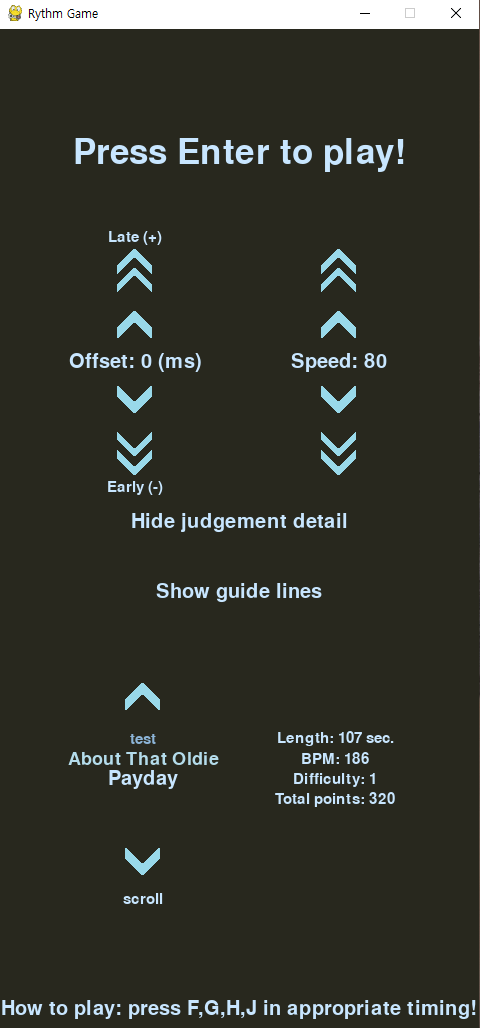 Rythm Game
Press Enter to play!
Late (+)
Offset: 0 (ms)
Speed: 80
Early (-)
Hide judgement detail
Show guide lines
test
About That Oldie
Payday
Length: 107 sec.
BPM: 186
Difficulty: 1
Total points: 320
scroll
How to play: press F,G,H,J in appropriate timing!